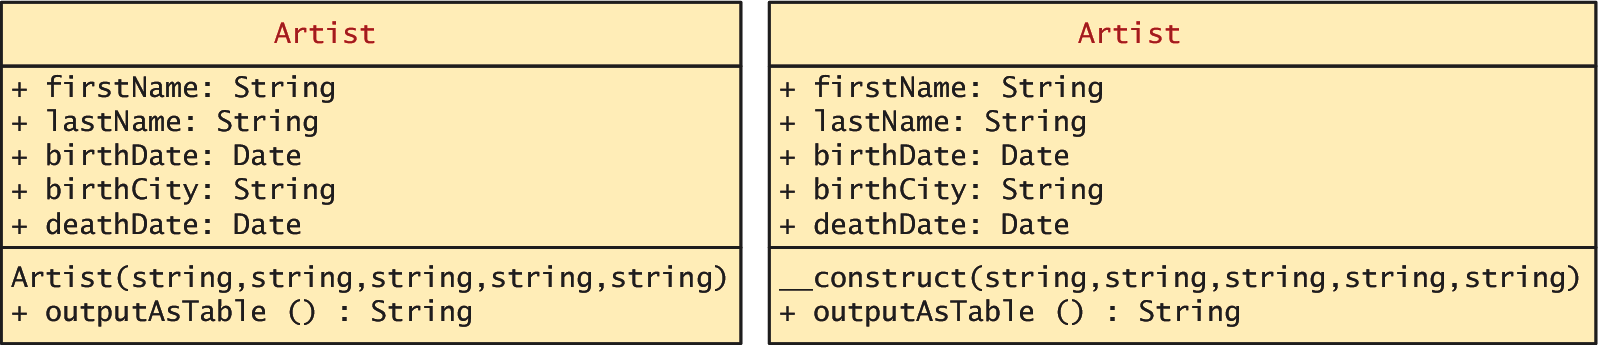 Artist
+ firstName: String
+ lastName: String
+ birthDate: Date
+ birthCity: String
+ deathDate: Date
Artist(string,string,string,string,string)
+ outputAsTable () : String
Artist
+ firstName: String
+ lastName: String
+ birthDate: Date
+ birthCity: String
+ deathDate: Date
__construct(string,string,string,string,string)
+ outputAsTable () : String